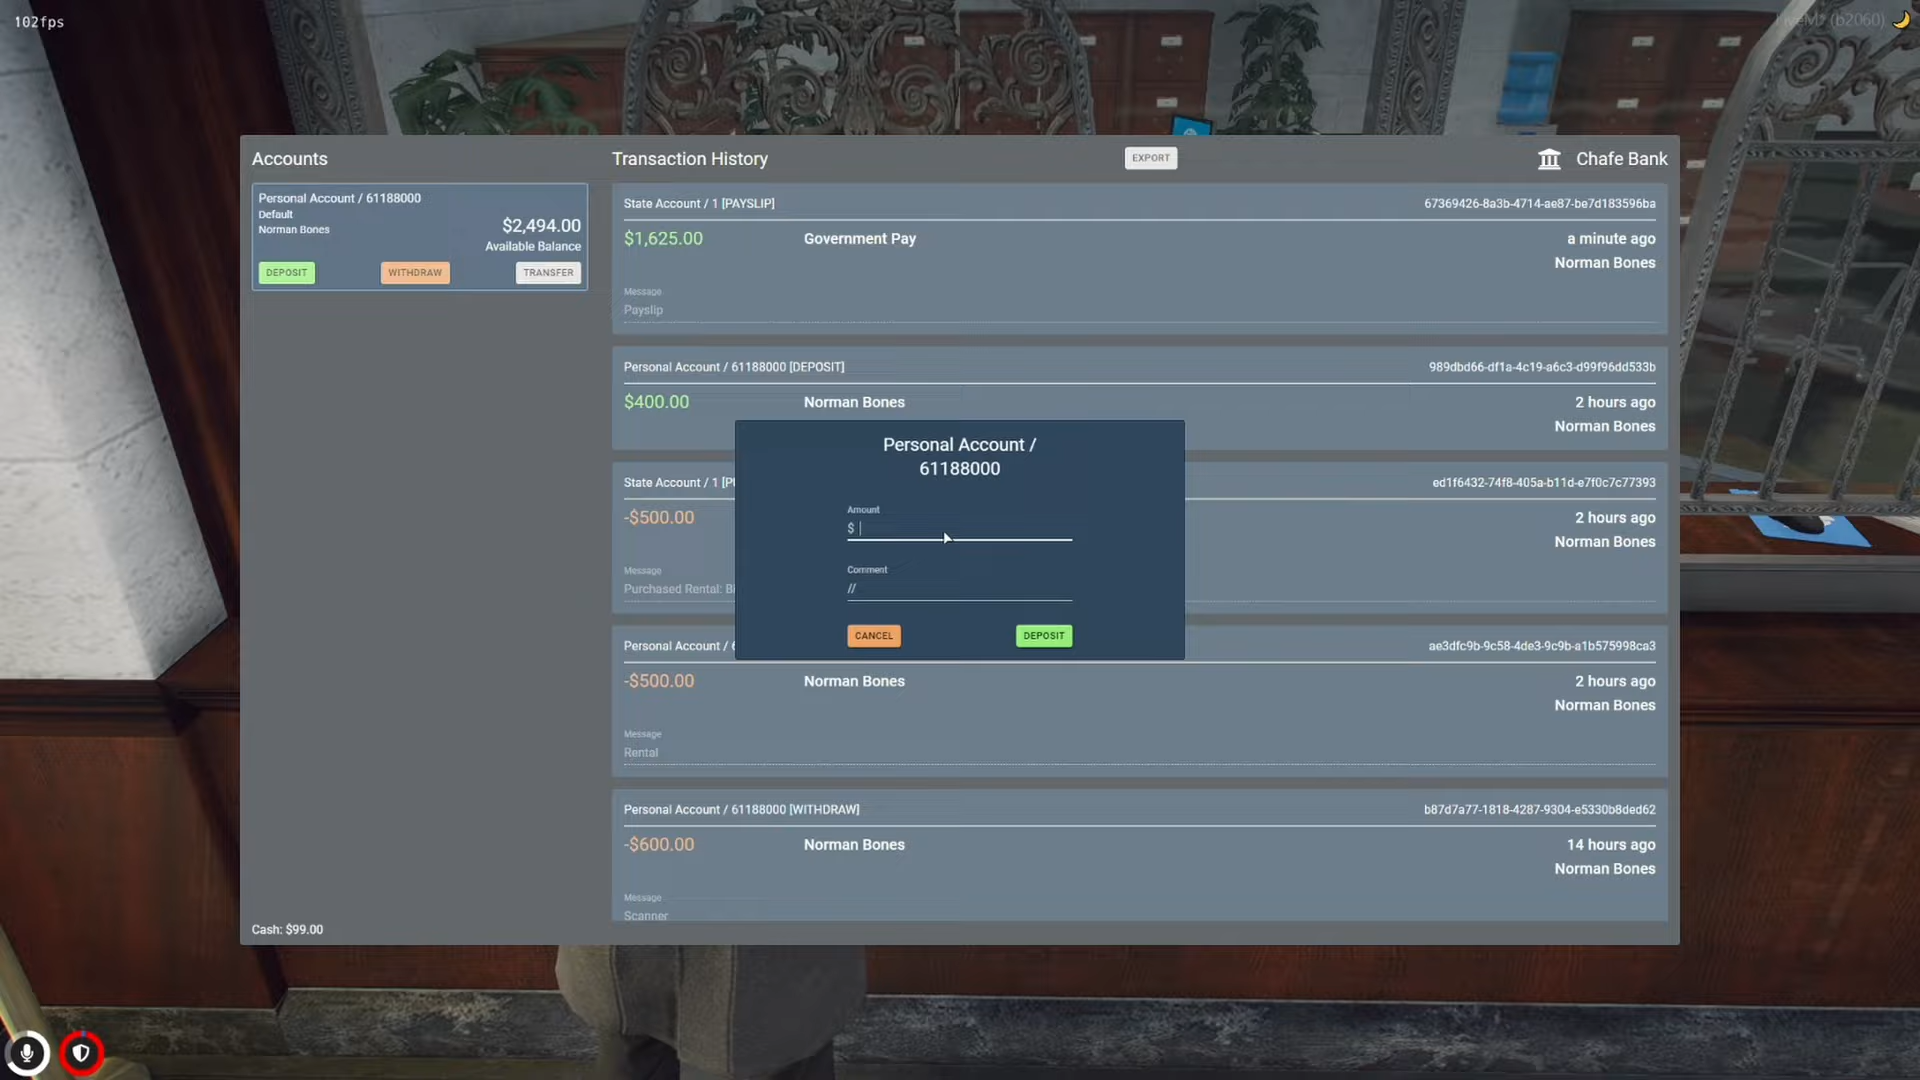 102fps
FiveM* (b2060)
Accounts
Transaction History
EXPORT
Chafe Bank
Personal Account / 61188000
Default
Norman Bones
$2,494.00
Available Balance
DEPOSIT
WITHDRAW
TRANSFER
State Account / 1 [PAYSLIP]
67369426-8a3b-4714-ae87-be7d183596ba
$1,625.00
Government Pay
a minute ago
Norman Bones
Message
Payslip
Personal Account / 61188000 [DEPOSIT]
989dbd66-df1a-4c19-a6c3-d99f96dd533b
$400.00
Norman Bones
2 hours ago
Norman Bones
Personal Account /
61188000
Amount
$
Comment
//
CANCEL
DEPOSIT
State Account / 1 [PU
ed1f6432-74f8-405a-b11d-e7f0c7c77393
-$500.00
2 hours ago
Norman Bones
Message
Purchased Rental: Bi
Personal Account / 6
ae3dfc9b-9c58-4de3-9c9b-a1b575998ca3
-$500.00
Norman Bones
2 hours ago
Norman Bones
Message
Rental
Personal Account / 61188000 [WITHDRAW]
b87d7a77-1818-4287-9304-e5330b8ded62
-$600.00
Norman Bones
14 hours ago
Norman Bones
Message
Scanner
Cash: $99.00